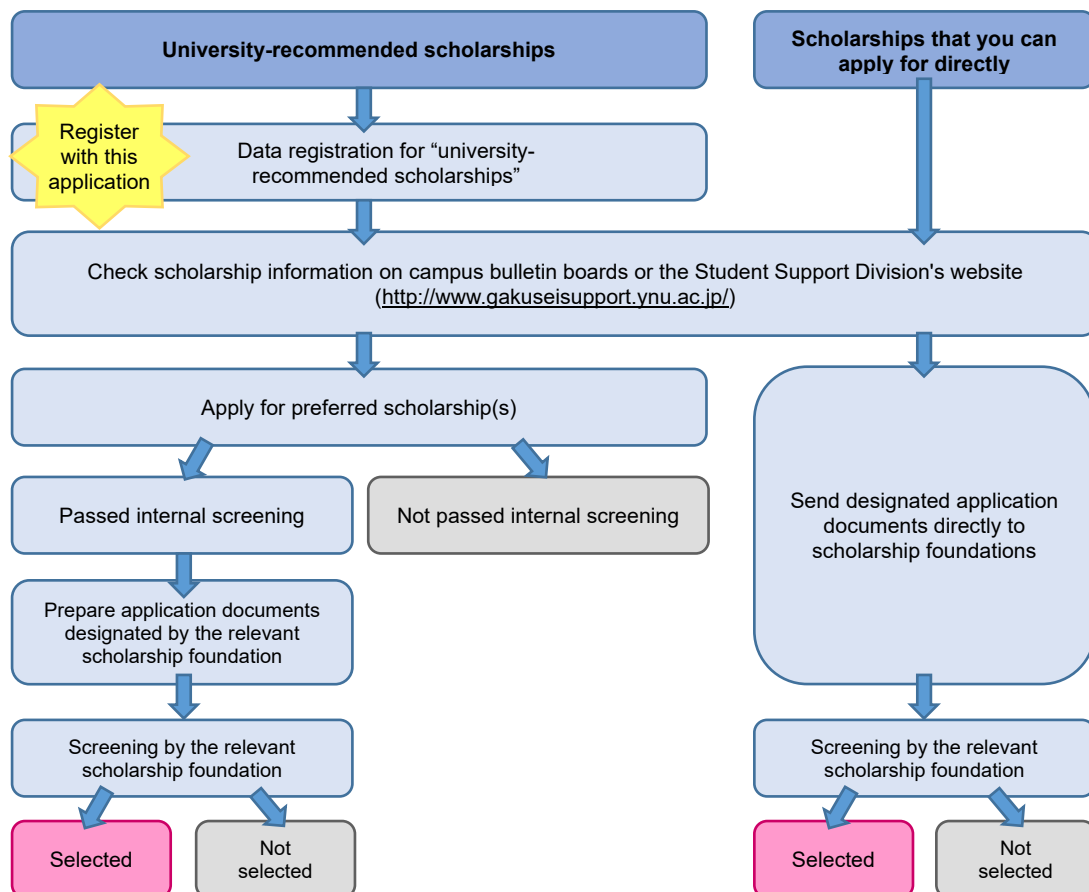 University-recommended scholarships
Scholarships that you can
apply for directly
Register
with this
application
Data registration for “university-
recommended scholarships”
Check scholarship information on campus bulletin boards or the Student Support Division's website
(http://www.gakuseisupport.ynu.ac.jp/)
Apply for preferred scholarship(s)
Passed internal screening
Not passed internal screening
Send designated application
documents directly to
scholarship foundations
Prepare application documents
designated by the relevant
scholarship foundation
Screening by the relevant
scholarship foundation
Screening by the relevant
scholarship foundation
Selected
Not
selected
Selected
Not
selected